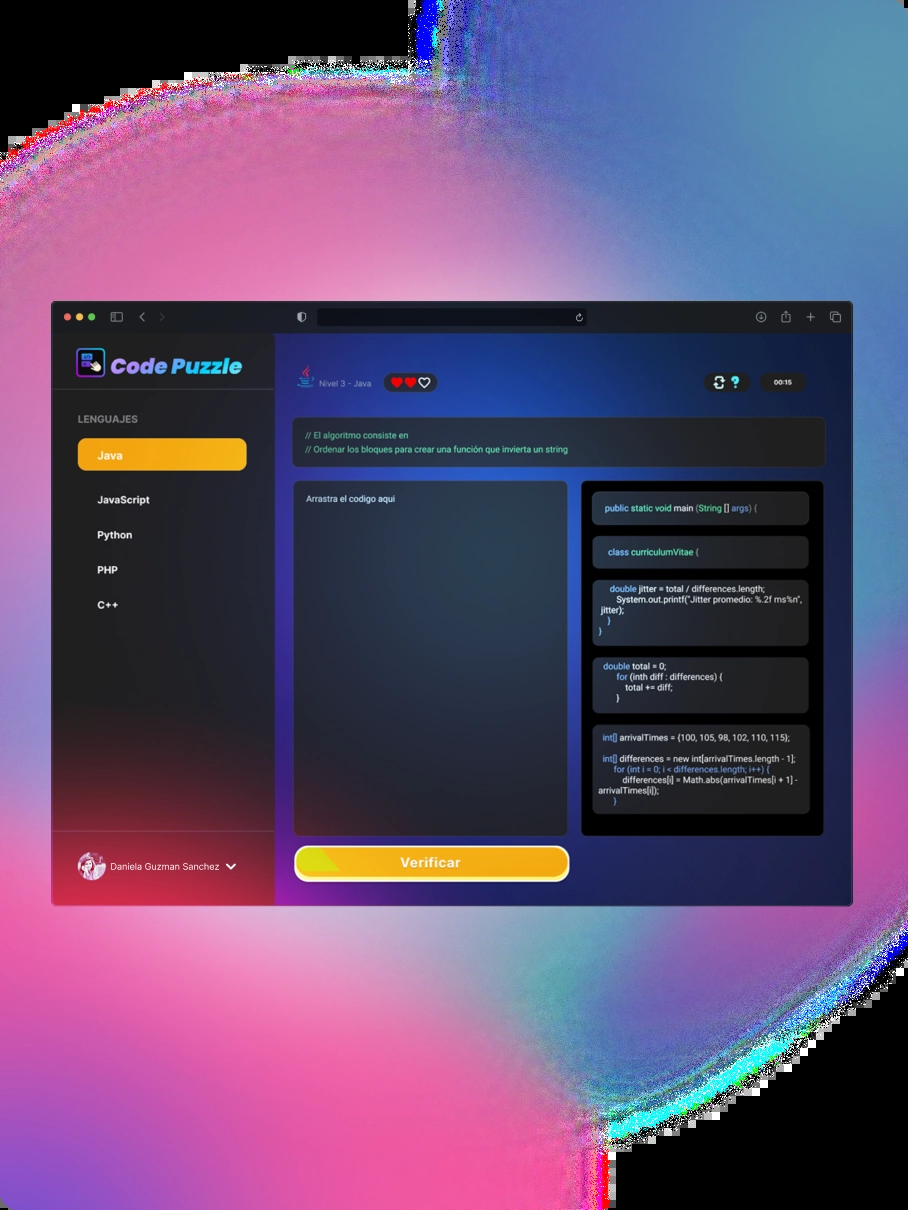 Code Puzzle
LENGUAJES
Java
JavaScript
Python
PHP
C++
Daniela Guzman Sanchez
Nivel 3 - Java
?
00:15
// El algoritmo consiste en
// Ordenar los bloques para crear una función que invierta un string
Arrastra el codigo aqui
Verificar
public static void main (String [] args) {
class curriculumVitae {
double jitter = total / differences.length;
System.out.printf("Jitter promedio: %.2f ms%n",
jitter);
}
}
double total = 0;
for (inth diff : differences) {
total += diff;
}
int[] arrivalTimes = {100, 105, 98, 102, 110, 115};
int[] differences = new int[arrivalTimes.length - 1];
for (int i = 0; i < differences.length; i++) {
differences[i] = Math.abs(arrivalTimes[i + 1] -
arrivalTimes[i]);
}